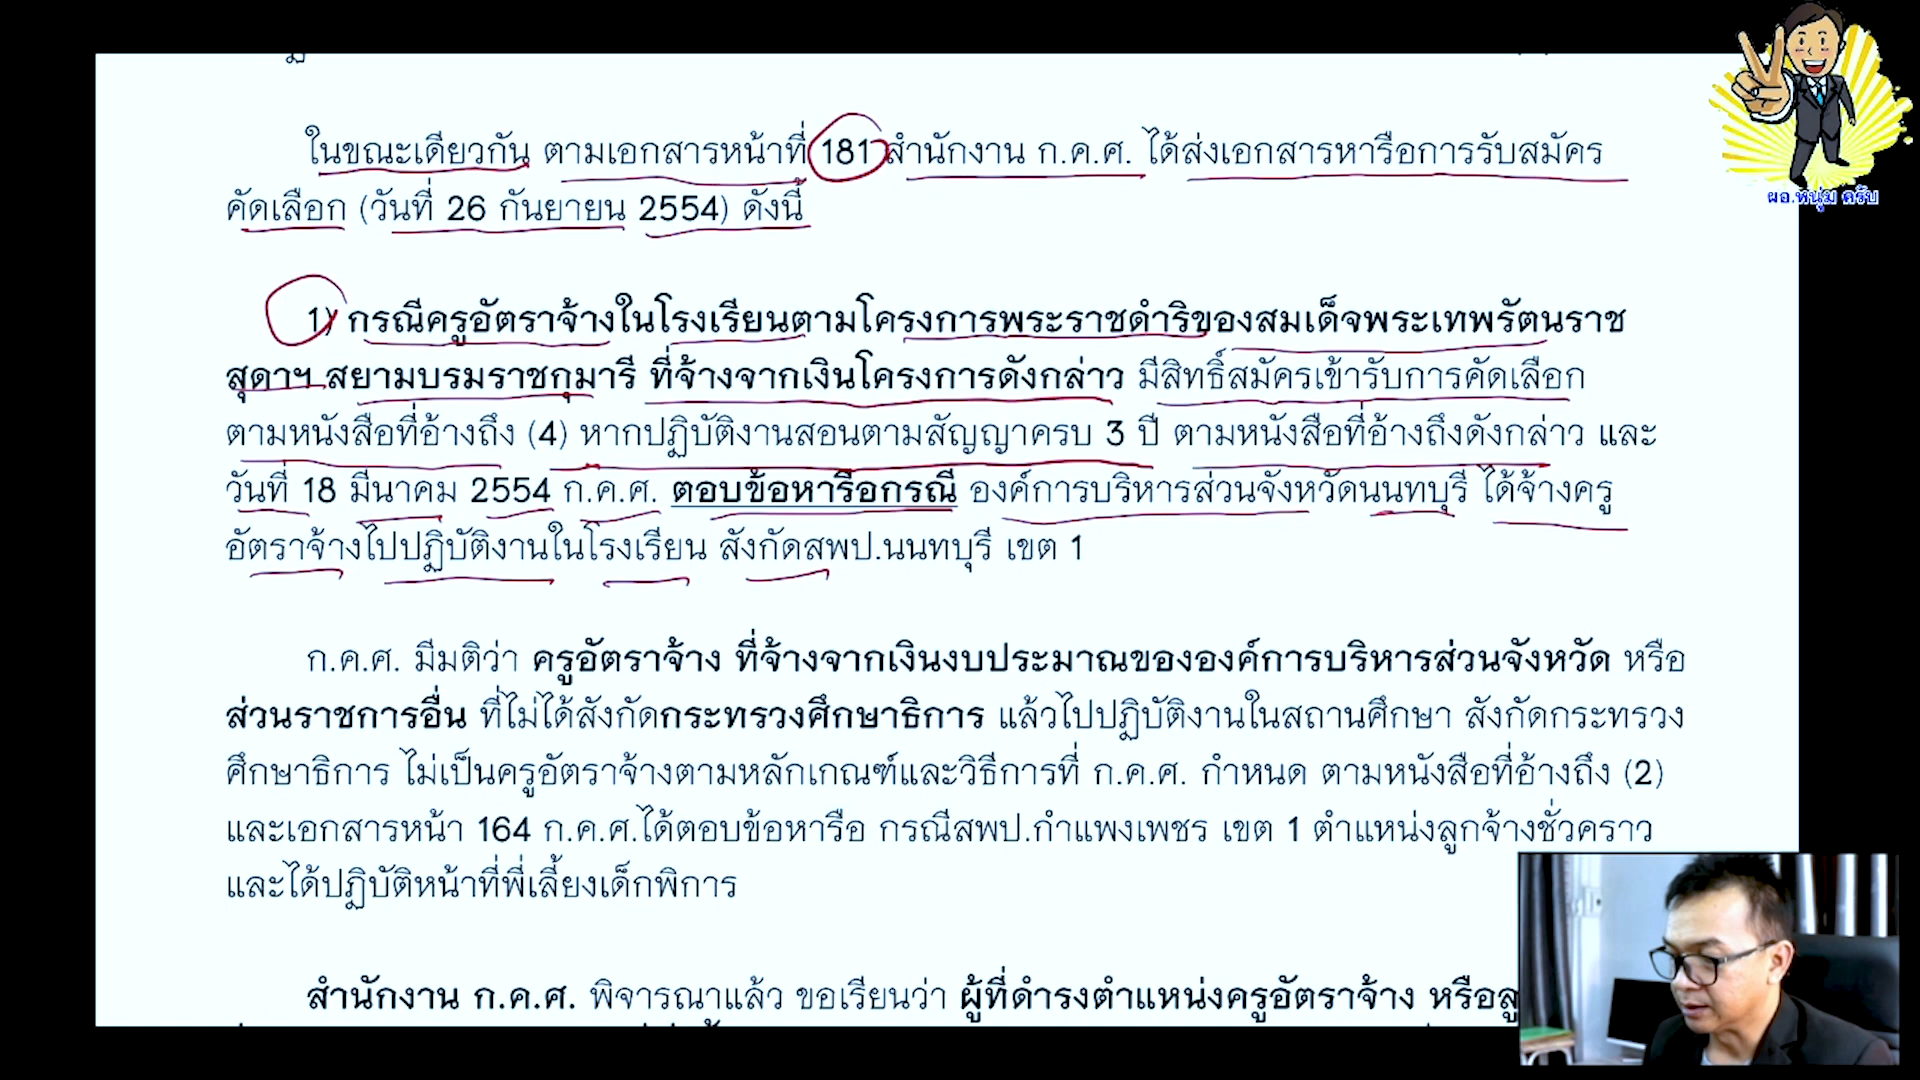 ผอ.หนุ่ม ครับ
ในขณะเดียวกัน ตามเอกสารหน้าที่ 181 สำนักงาน ก.ค.ศ. ได้ส่งเอกสารหารือการรับสมัคร
คัดเลือก (วันที่ 26 กันยายน 2554) ดังนี้
1) กรณีครูอัตราจ้างในโรงเรียนตามโครงการพระราชดำริของสมเด็จพระเทพรัตนราช
สุดาฯ สยามบรมราชกุมารี ที่จ้างจากเงินโครงการดังกล่าว มีสิทธิ์สมัครเข้ารับการคัดเลือก
ตามหนังสือที่อ้างถึง (4) หากปฏิบัติงานสอนตามสัญญาครบ 3 ปี ตามหนังสือที่อ้างถึงดังกล่าว และ
วันที่ 18 มีนาคม 2554 ก.ค.ศ. ตอบข้อหารือกรณี องค์การบริหารส่วนจังหวัดนนทบุรี ได้จ้างครู
อัตราจ้างไปปฏิบัติงานในโรงเรียน สังกัดสพป.นนทบุรี เขต 1
ก.ค.ศ. มีมติว่า ครูอัตราจ้าง ที่จ้างจากเงินงบประมาณขององค์การบริหารส่วนจังหวัด หรือ
ส่วนราชการอื่น ที่ไม่ได้สังกัดกระทรวงศึกษาธิการ แล้วไปปฏิบัติงานในสถานศึกษา สังกัดกระทรวง
ศึกษาธิการ ไม่เป็นครูอัตราจ้างตามหลักเกณฑ์และวิธีการที่ ก.ค.ศ. กำหนด ตามหนังสือที่อ้างถึง (2)
และเอกสารหน้า 164 ก.ค.ศ.ได้ตอบข้อหารือ กรณีสพป.กำแพงเพชร เขต 1 ตำแหน่งลูกจ้างชั่วคราว
และได้ปฏิบัติหน้าที่พี่เลี้ยงเด็กพิการ
สำนักงาน ก.ค.ศ. พิจารณาแล้ว ขอเรียนว่า ผู้ที่ดำรงตำแหน่งครูอัตราจ้าง หรือ